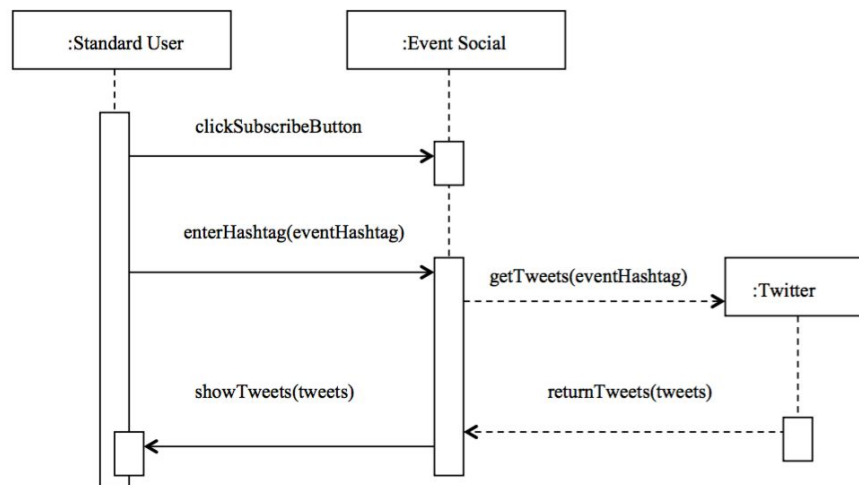 :Standard User
:Event Social
clickSubscribeButton
enterHashtag(eventHashtag)
getTweets(eventHashtag)
:Twitter
showTweets(tweets)
returnTweets(tweets)